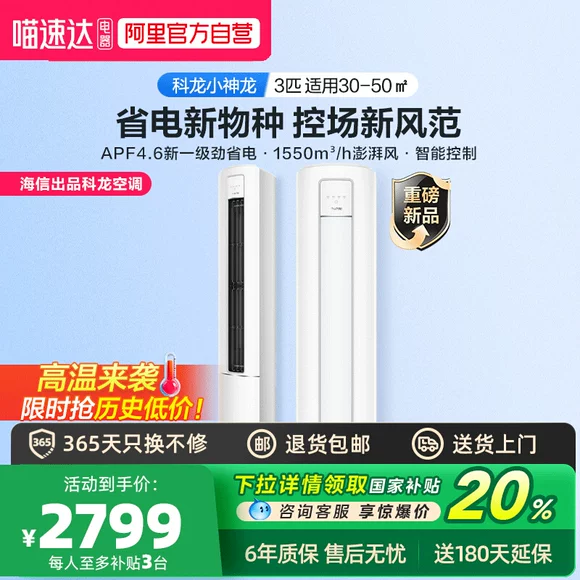 喵速达电器 阿里官方自营
科龙小神龙 3匹 适用30-50㎡
省电新物种 控场新风范
APF4.6新一级劲省电·1550m³/h澎湃风·智能控制
海信出品科龙空调
重磅新品
高温来袭
限时抢历史低价!
365 365天只换不修 邮 退货包邮 送货上门
活动到手价
¥2799
每人至多补贴3台
下拉详情领取 国家补贴 20%
咨询客服 享惊爆价
6年质保 售后无忧 送180天延保